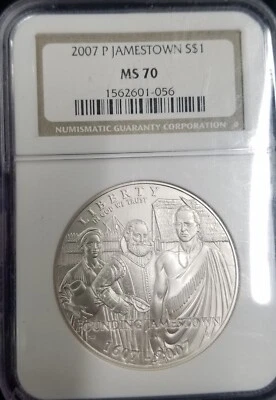 2007 P JAMESTOWN S$1
MS 70
1562601-056
NUMISMATIC GUARANTY CORPORATION
LIBERTY
IN GOD WE TRUST
FOUNDING OF JAMESTOWN
1607-2007